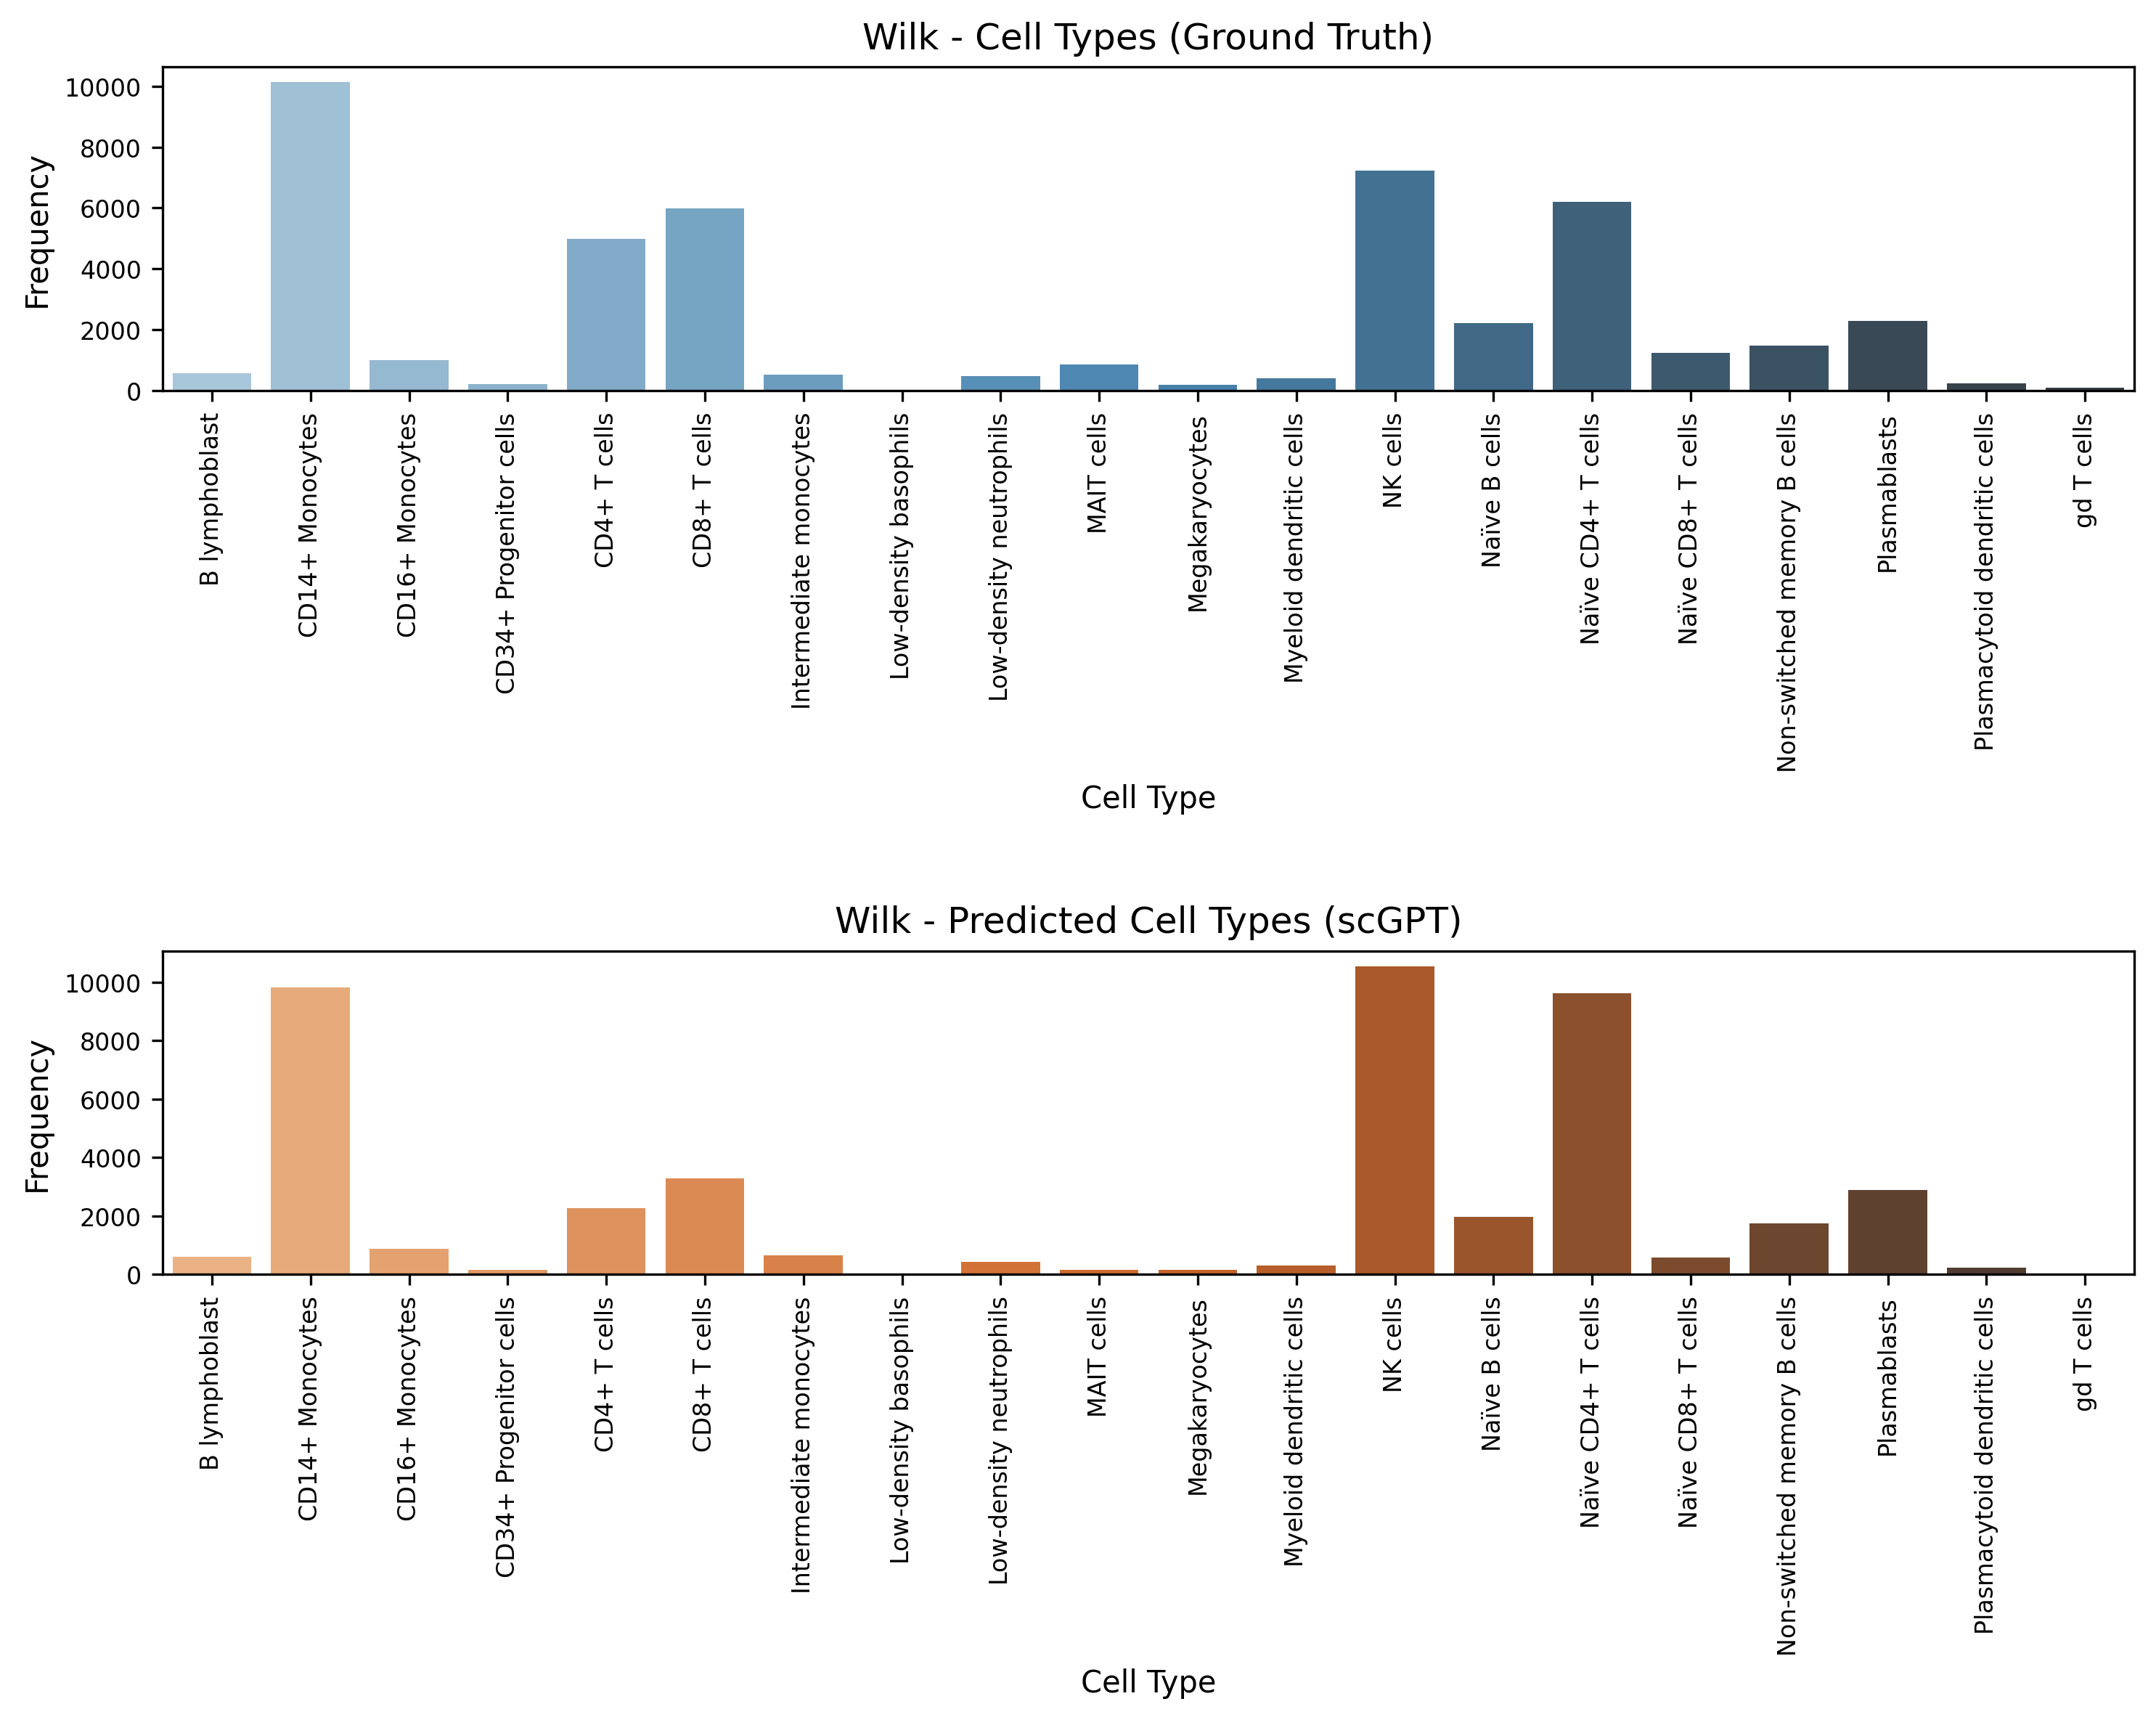 Wilk - Cell Types (Ground Truth)
Frequency
10000
8000
6000
4000
2000
0
B lymphoblast
CD14+ Monocytes
CD16+ Monocytes
CD34+ Progenitor cells
CD4+ T cells
CD8+ T cells
Intermediate monocytes
Low-density basophils
Low-density neutrophils
MAIT cells
Megakaryocytes
Myeloid dendritic cells
NK cells
Naïve B cells
Naïve CD4+ T cells
Naïve CD8+ T cells
Non-switched memory B cells
Plasmablasts
Plasmacytoid dendritic cells
gd T cells
Cell Type
Wilk - Predicted Cell Types (scGPT)
Frequency
10000
8000
6000
4000
2000
0
B lymphoblast
CD14+ Monocytes
CD16+ Monocytes
CD34+ Progenitor cells
CD4+ T cells
CD8+ T cells
Intermediate monocytes
Low-density basophils
Low-density neutrophils
MAIT cells
Megakaryocytes
Myeloid dendritic cells
NK cells
Naïve B cells
Naïve CD4+ T cells
Naïve CD8+ T cells
Non-switched memory B cells
Plasmablasts
Plasmacytoid dendritic cells
gd T cells
Cell Type